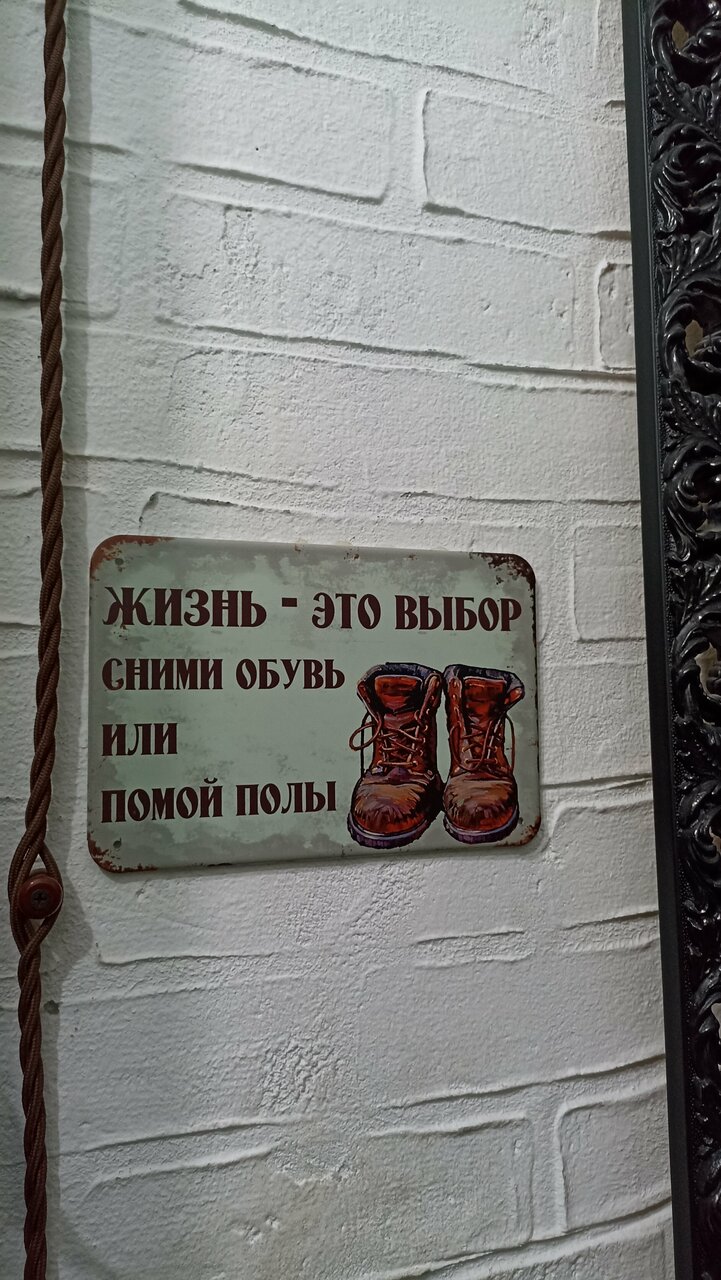 ЖИЗНЬ - ЭТО ВЫБОР
СНИМИ ОБУВЬ
ИЛИ
ПОМОЙ ПОЛЫ